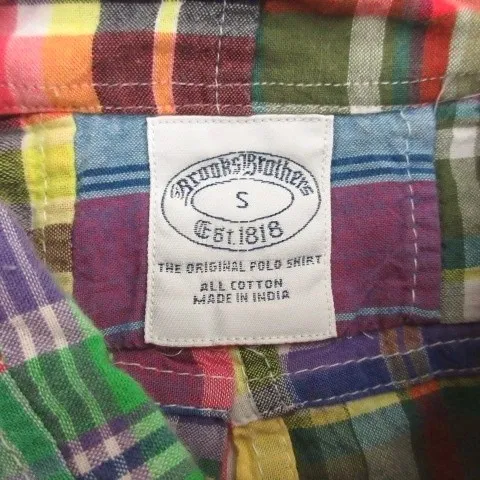 Brooks Brothers
S
Est. 1818
THE ORIGINAL POLO SHIRT
ALL COTTON
MADE IN INDIA